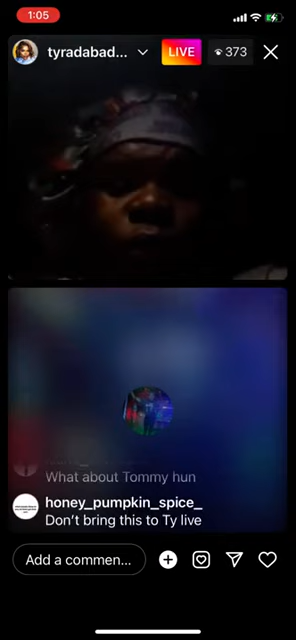 1:05
tyradabad...
LIVE
373
What about Tommy hun
honey_pumpkin_spice_
Don't bring this to Ty live
Add a commen...